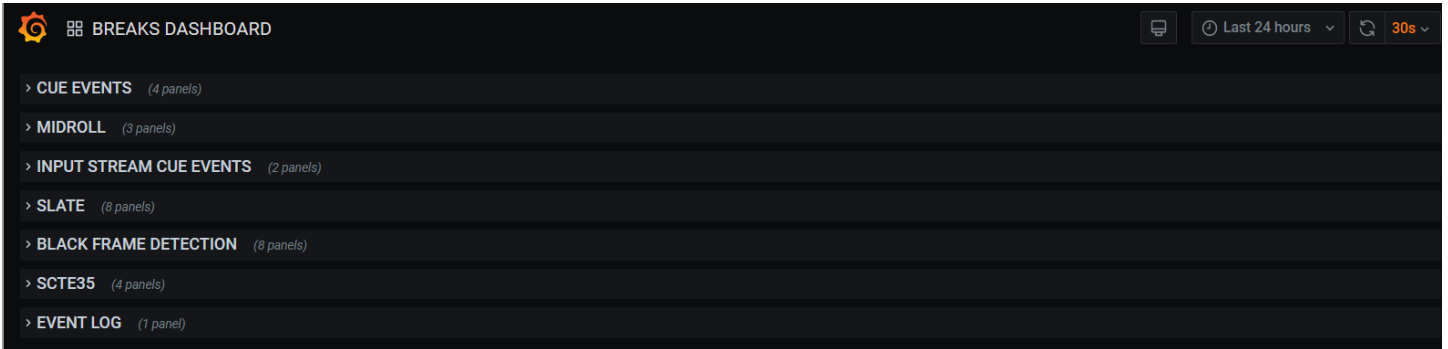 BREAKS DASHBOARD Last 24 hours 30s
CUE EVENTS (4 panels)
MIDROLL (3 panels)
INPUT STREAM CUE EVENTS (2 panels)
SLATE (8 panels)
BLACK FRAME DETECTION (8 panels)
SCTE35 (4 panels)
EVENT LOG (1 panel)